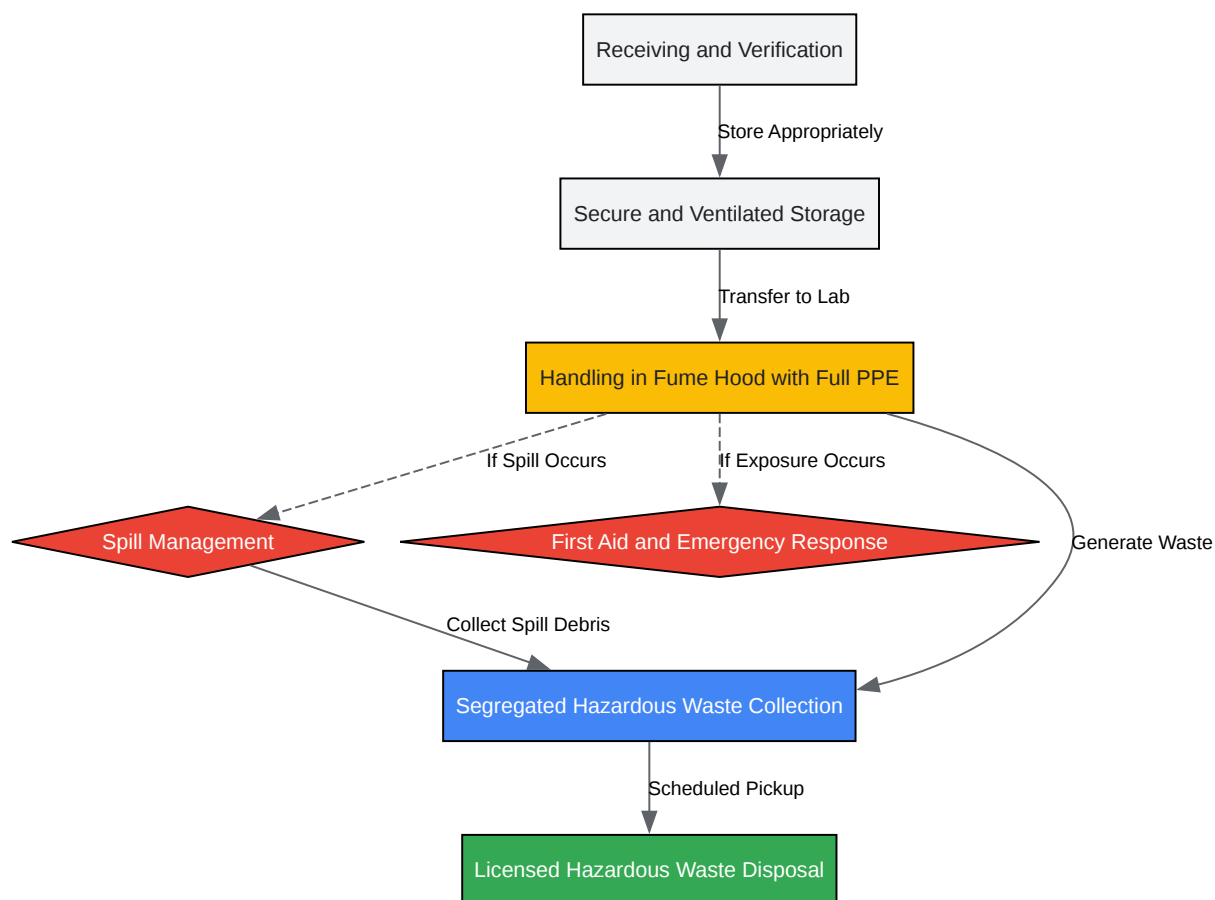 Receiving and Verification
Store Appropriately
Secure and Ventilated Storage
Transfer to Lab
Handling in Fume Hood with Full PPE
If Spill Occurs
If Exposure Occurs
Spill Management
First Aid and Emergency Response
Generate Waste
Collect Spill Debris
Segregated Hazardous Waste Collection
Scheduled Pickup
Licensed Hazardous Waste Disposal